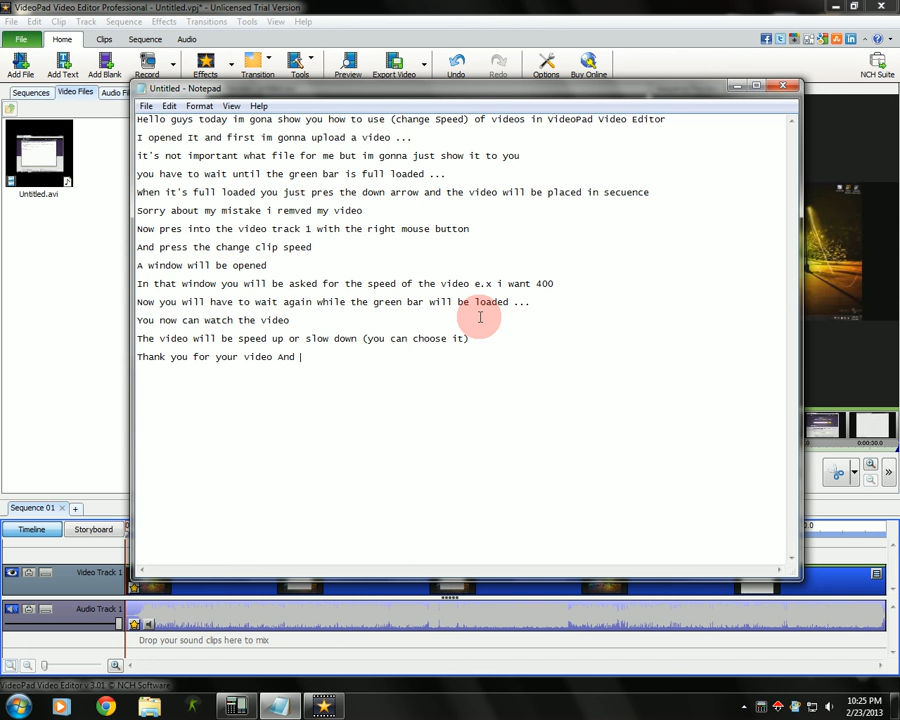 VideoPad Video Editor Professional - Untitled.vpj* - Unlicensed Trial Version
File Edit Clip Track Sequence Effects Transitions Tools View Help
File Home Clips Sequence Audio
Add File Add Text Add Blank Record Effects Transition Tools Preview Export Video Undo Redo Options Buy Online NCH Suite
Sequences Video Files Audio Fi
Untitled.avi
Untitled - Notepad
File Edit Format View Help
Hello guys today im gona show you how to use (change Speed) of videos in VideoPad Video Editor
I opened It and first im gonna upload a video ...
it's not important what file for me but im gonna just show it to you
you have to wait until the green bar is full loaded ...
when it's full loaded you just pres the down arrow and the video will be placed in secuence
Sorry about my mistake i remved my video
Now pres into the video track 1 with the right mouse button
And press the change clip speed
A window will be opened
In that window you will be asked for the speed of the video e.x i want 400
Now you will have to wait again while the green bar will be loaded ...
You now can watch the video
The video will be speed up or slow down (you can choose it)
Thank you for your video And
0:00:50.0
Sequence 01
Timeline Storyboard
Video Track 1
Audio Track 1
Drop your sound clips here to mix
VideoPad Video Editor v 3.01 © NCH Software
10:25 PM
2/23/2013